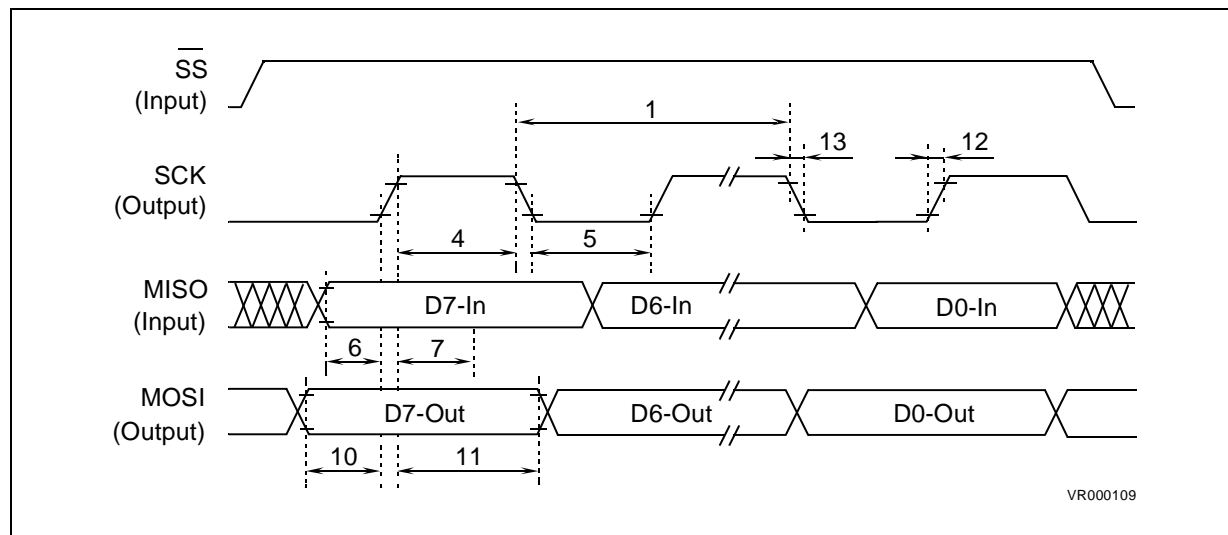 SS
(Input)
1
13
12
SCK
(Output)
4
5
MISO
(Input)
D7-In
D6-In
D0-In
6
7
MOSI
(Output)
D7-Out
D6-Out
D0-Out
10
11
VR000109